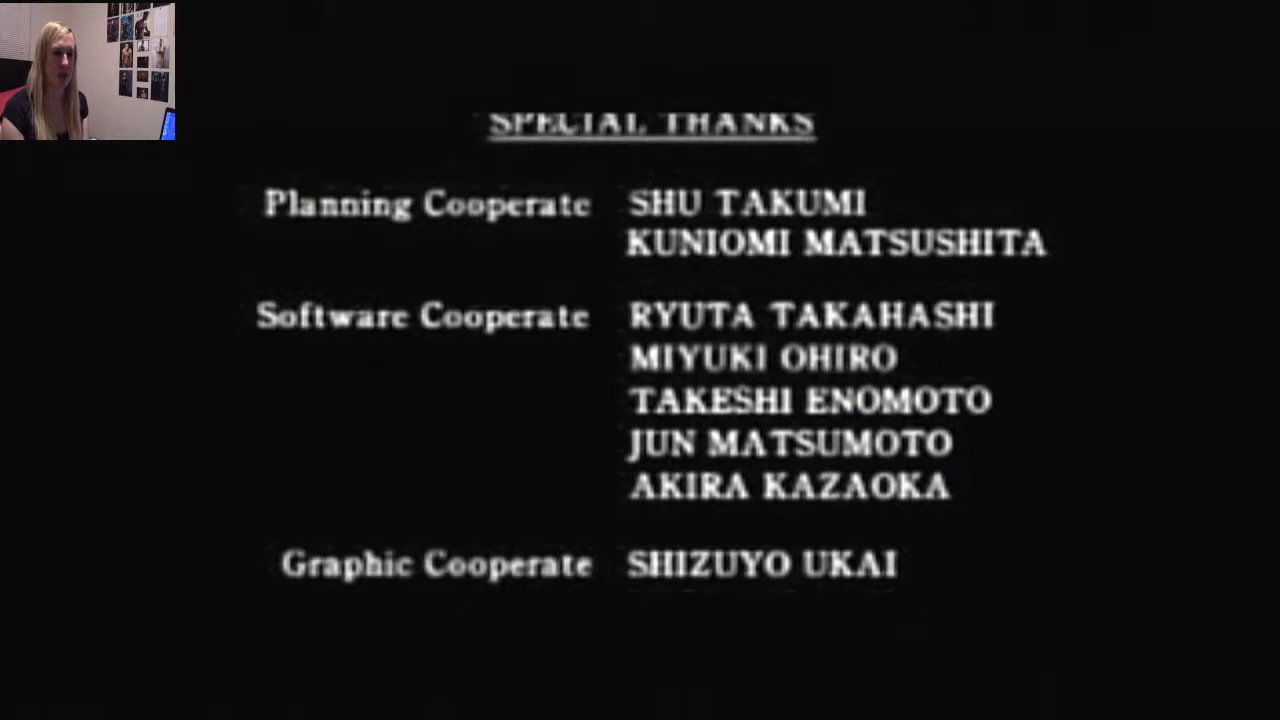 SPECIAL THANKS
Planning Cooperate SHU TAKUMI
KUNIOMI MATSUSHITA
Software Cooperate RYUTA TAKAHASHI
MIYUKI OHIRO
TAKESHI ENOMOTO
JUN MATSUMOTO
AKIRA KAZAOKA
Graphic Cooperate SHIZUYO UKAI